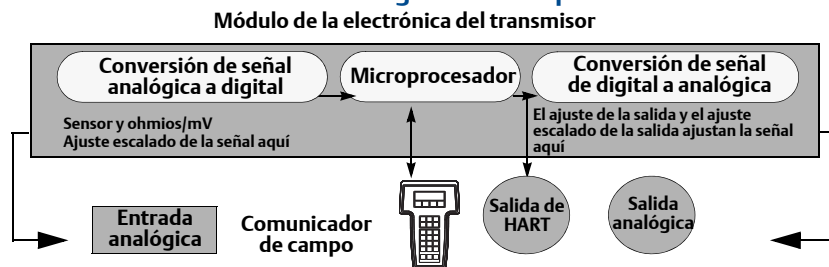 Módulo de la electrónica del transmisor
Conversión de señal
analógica a digital
Microprocesador
Conversión de señal
de digital a analógica
Sensor y ohmios/mV
Ajuste escalado de la señal aquí
El ajuste de la salida y el ajuste
escalado de la salida ajustan la señal
aquí
Entrada
analógica
Comunicador
de campo
Salida de
HART
Salida
analógica